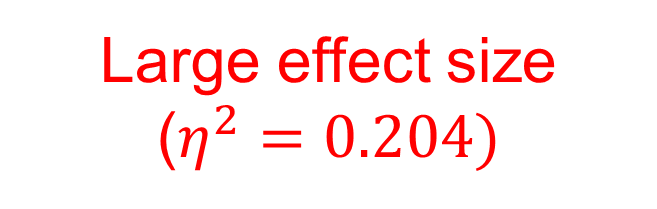 Large effect size
(η² = 0.204)